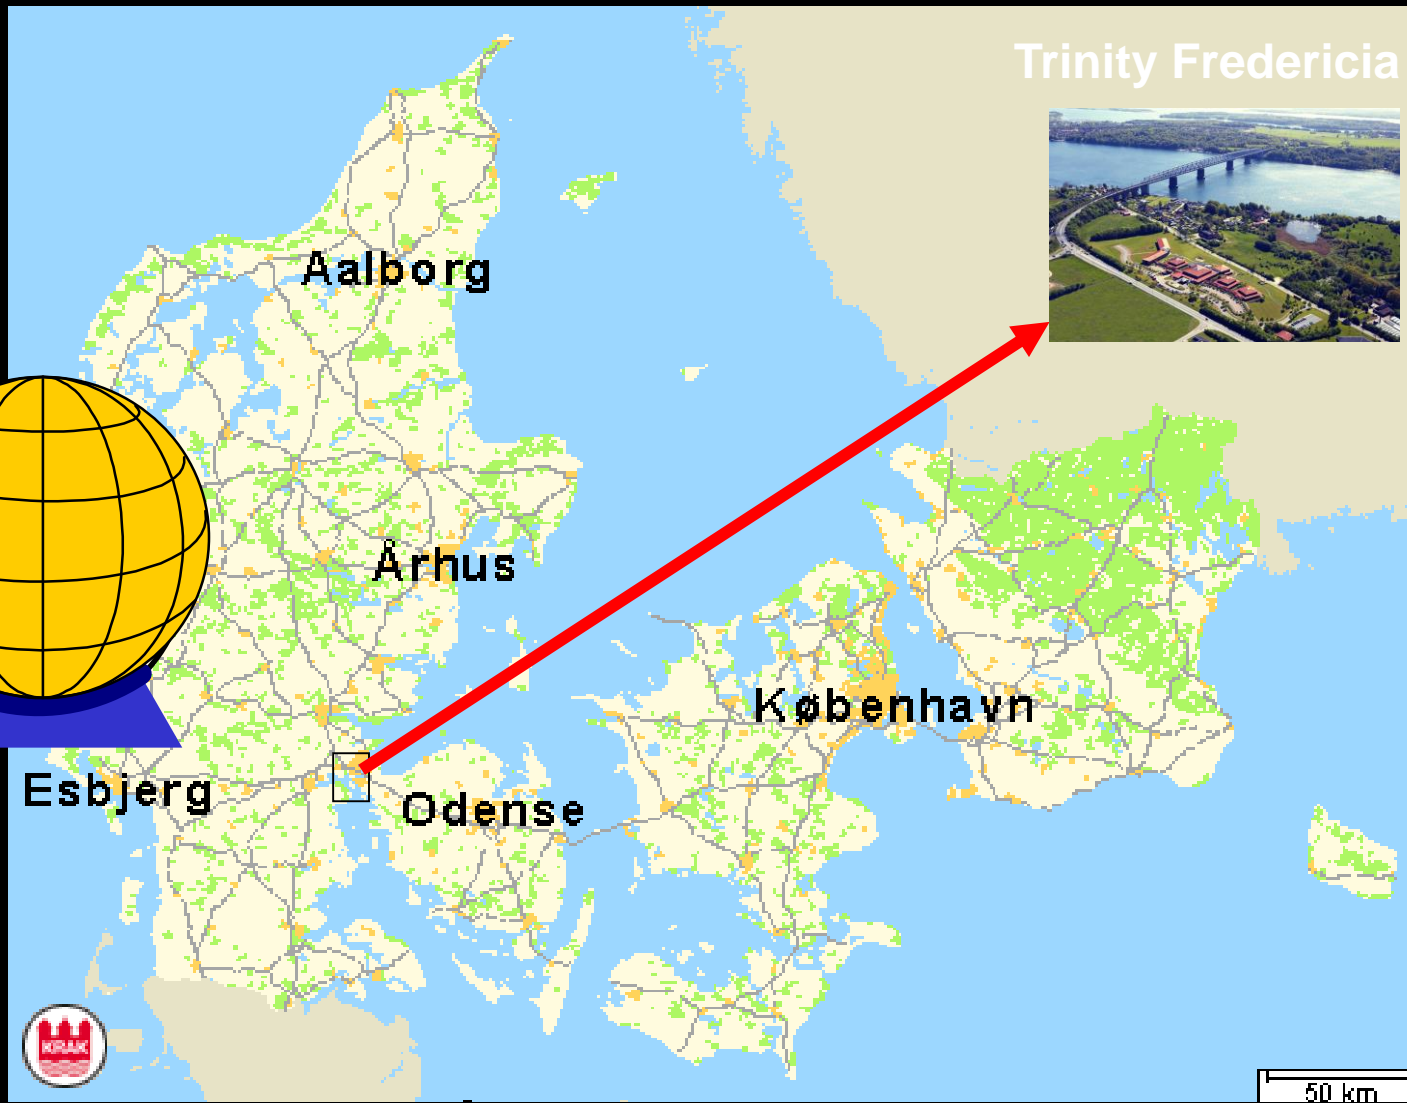 Trinity Fredericia
Aalborg
Århus
København
Esbjerg
Odense
KRAK
50 km